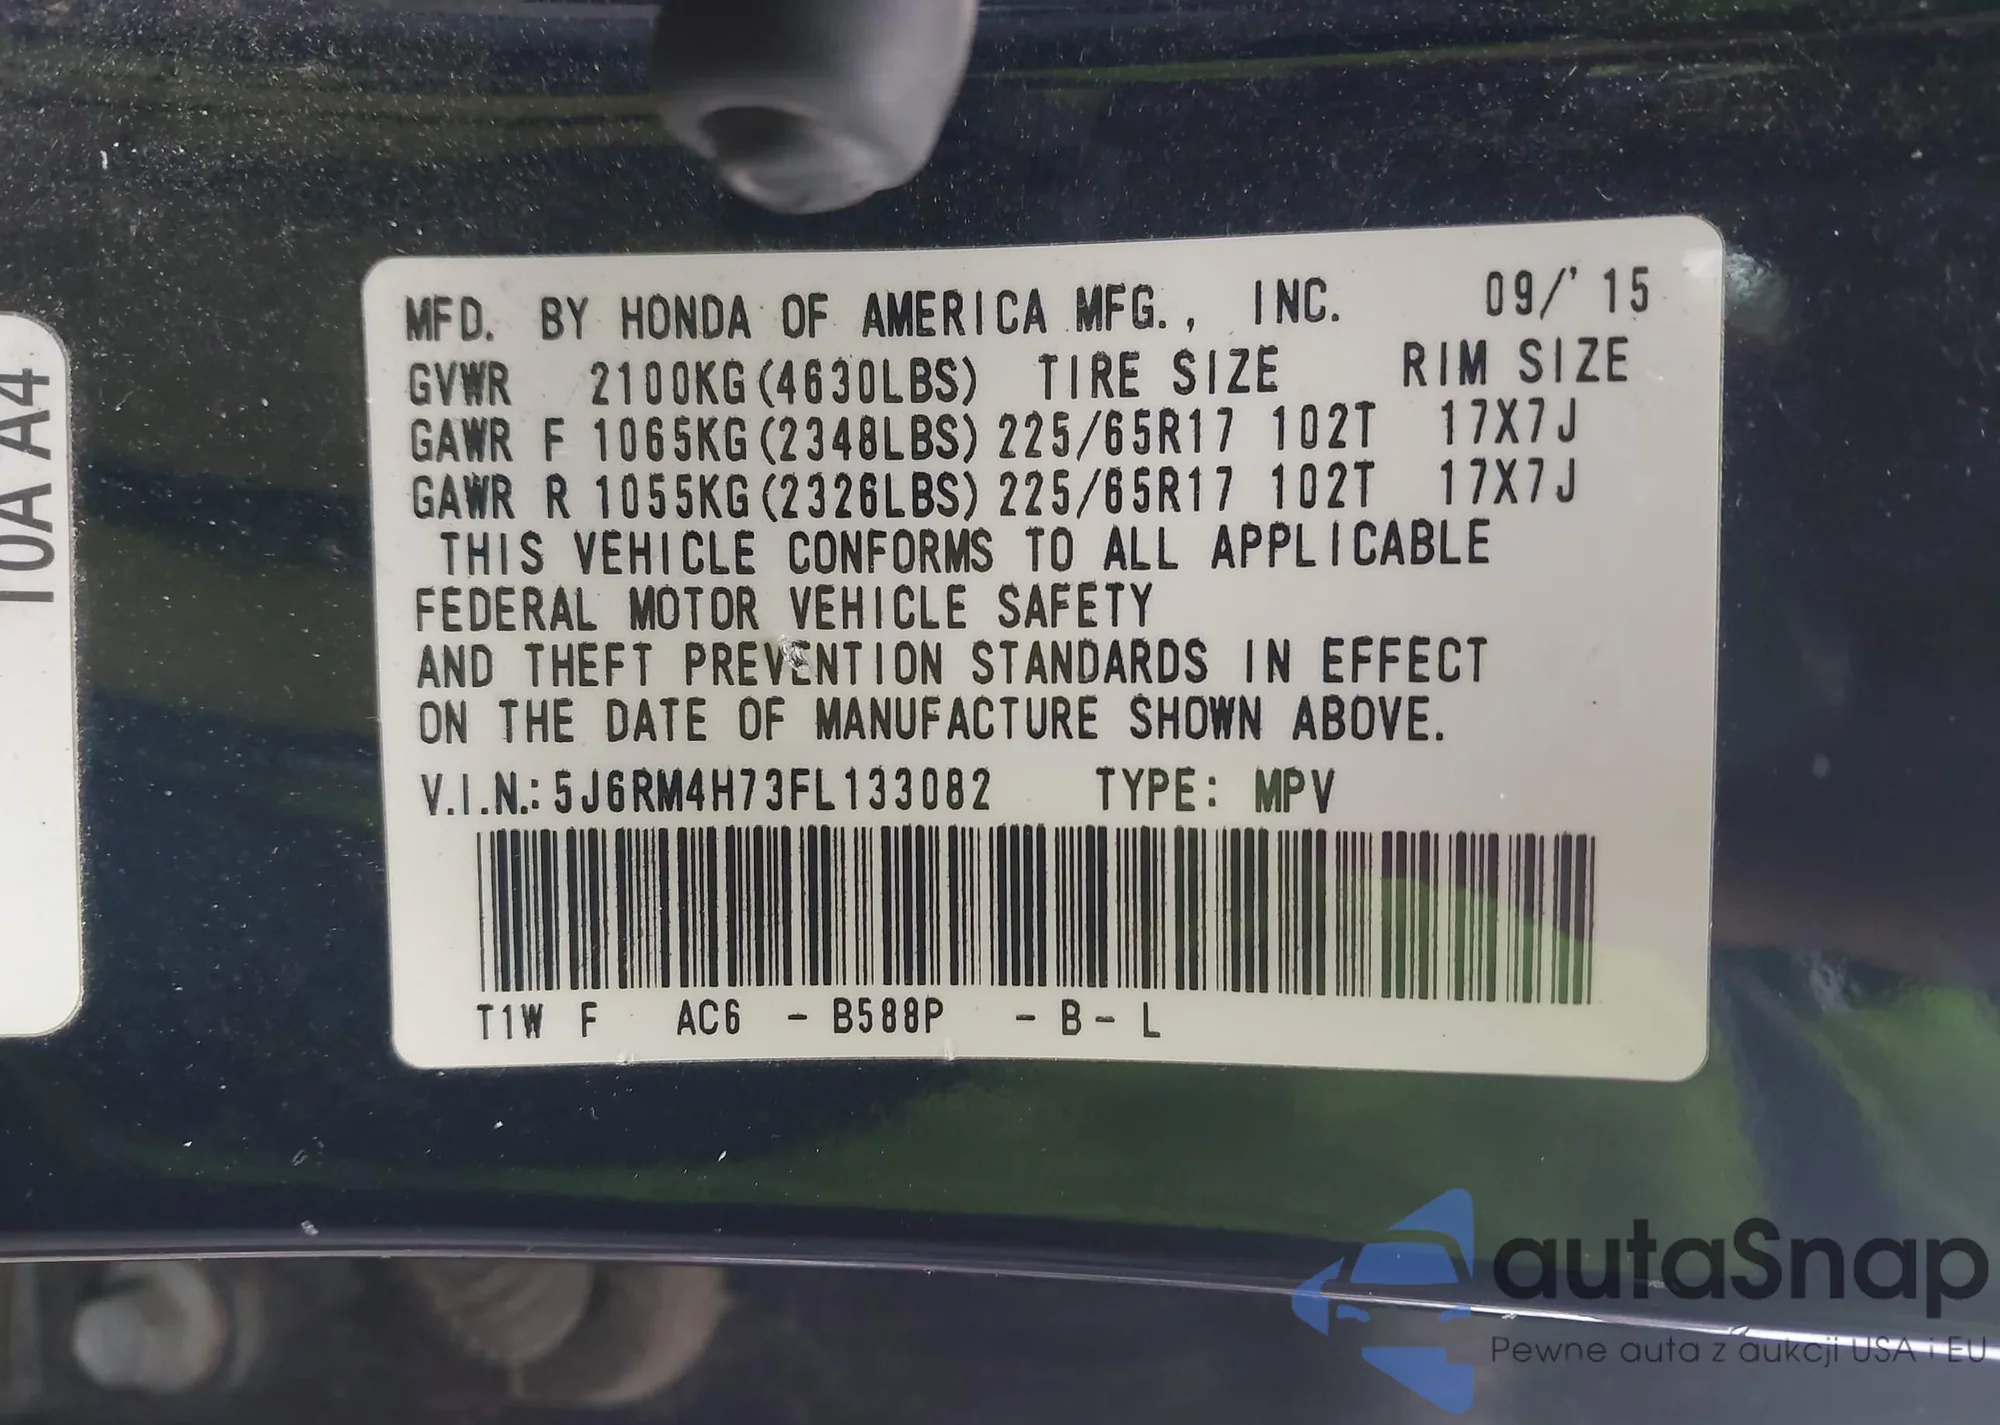 MFD. BY HONDA OF AMERICA MFG., INC. 09/'15
GVWR 2100KG(4630LBS) TIRE SIZE RIM SIZE
GAWR F 1065KG(2348LBS) 225/65R17 102T 17X7J
GAWR R 1055KG(2326LBS) 225/65R17 102T 17X7J
THIS VEHICLE CONFORMS TO ALL APPLICABLE
FEDERAL MOTOR VEHICLE SAFETY
AND THEFT PREVENTION STANDARDS IN EFFECT
ON THE DATE OF MANUFACTURE SHOWN ABOVE.
V.I.N.: 5J6RM4H73FL133082 TYPE: MPV
T1W F AC6 - B588P - B - L
autaSnap
Pewne auta z aukcji USA i EU